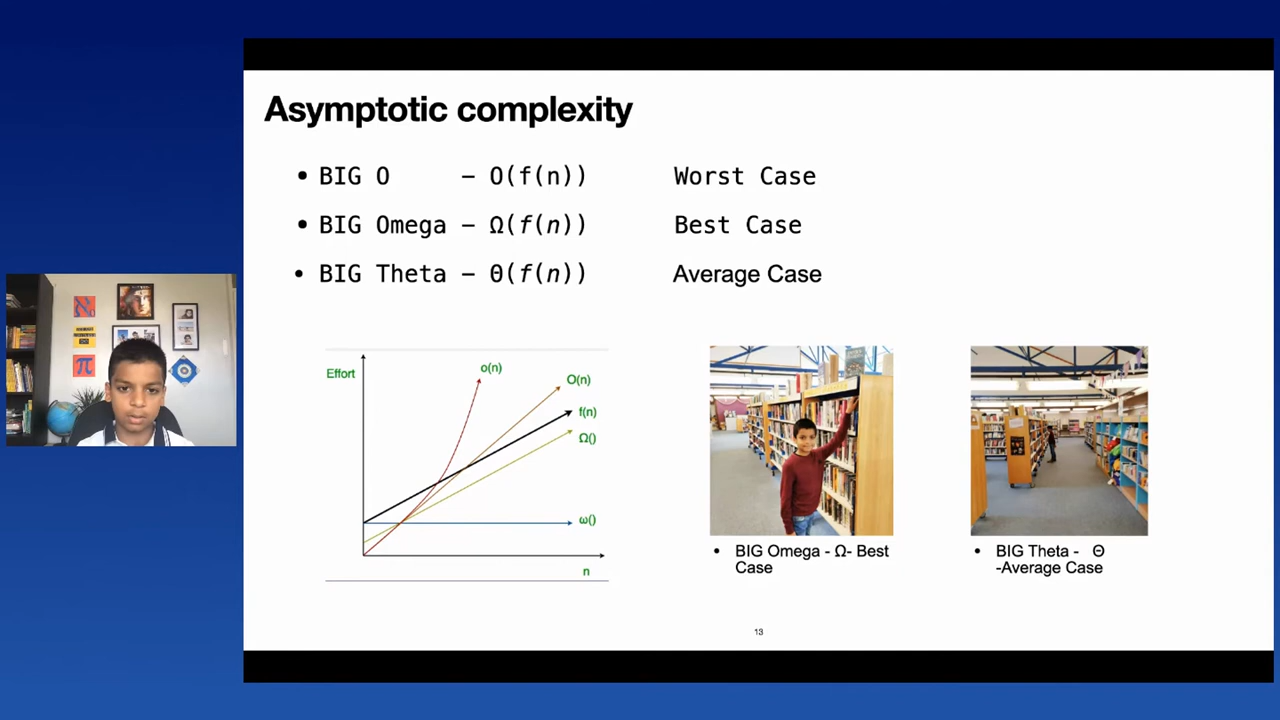 Asymptotic complexity
• BIG O – O(f(n)) Worst Case
• BIG Omega – Ω(f(n)) Best Case
• BIG Theta – Θ(f(n)) Average Case
Effort
o(n)
O(n)
f(n)
Ω()
ω()
n
• BIG Omega - Ω- Best
Case
• BIG Theta - Θ
-Average Case
13